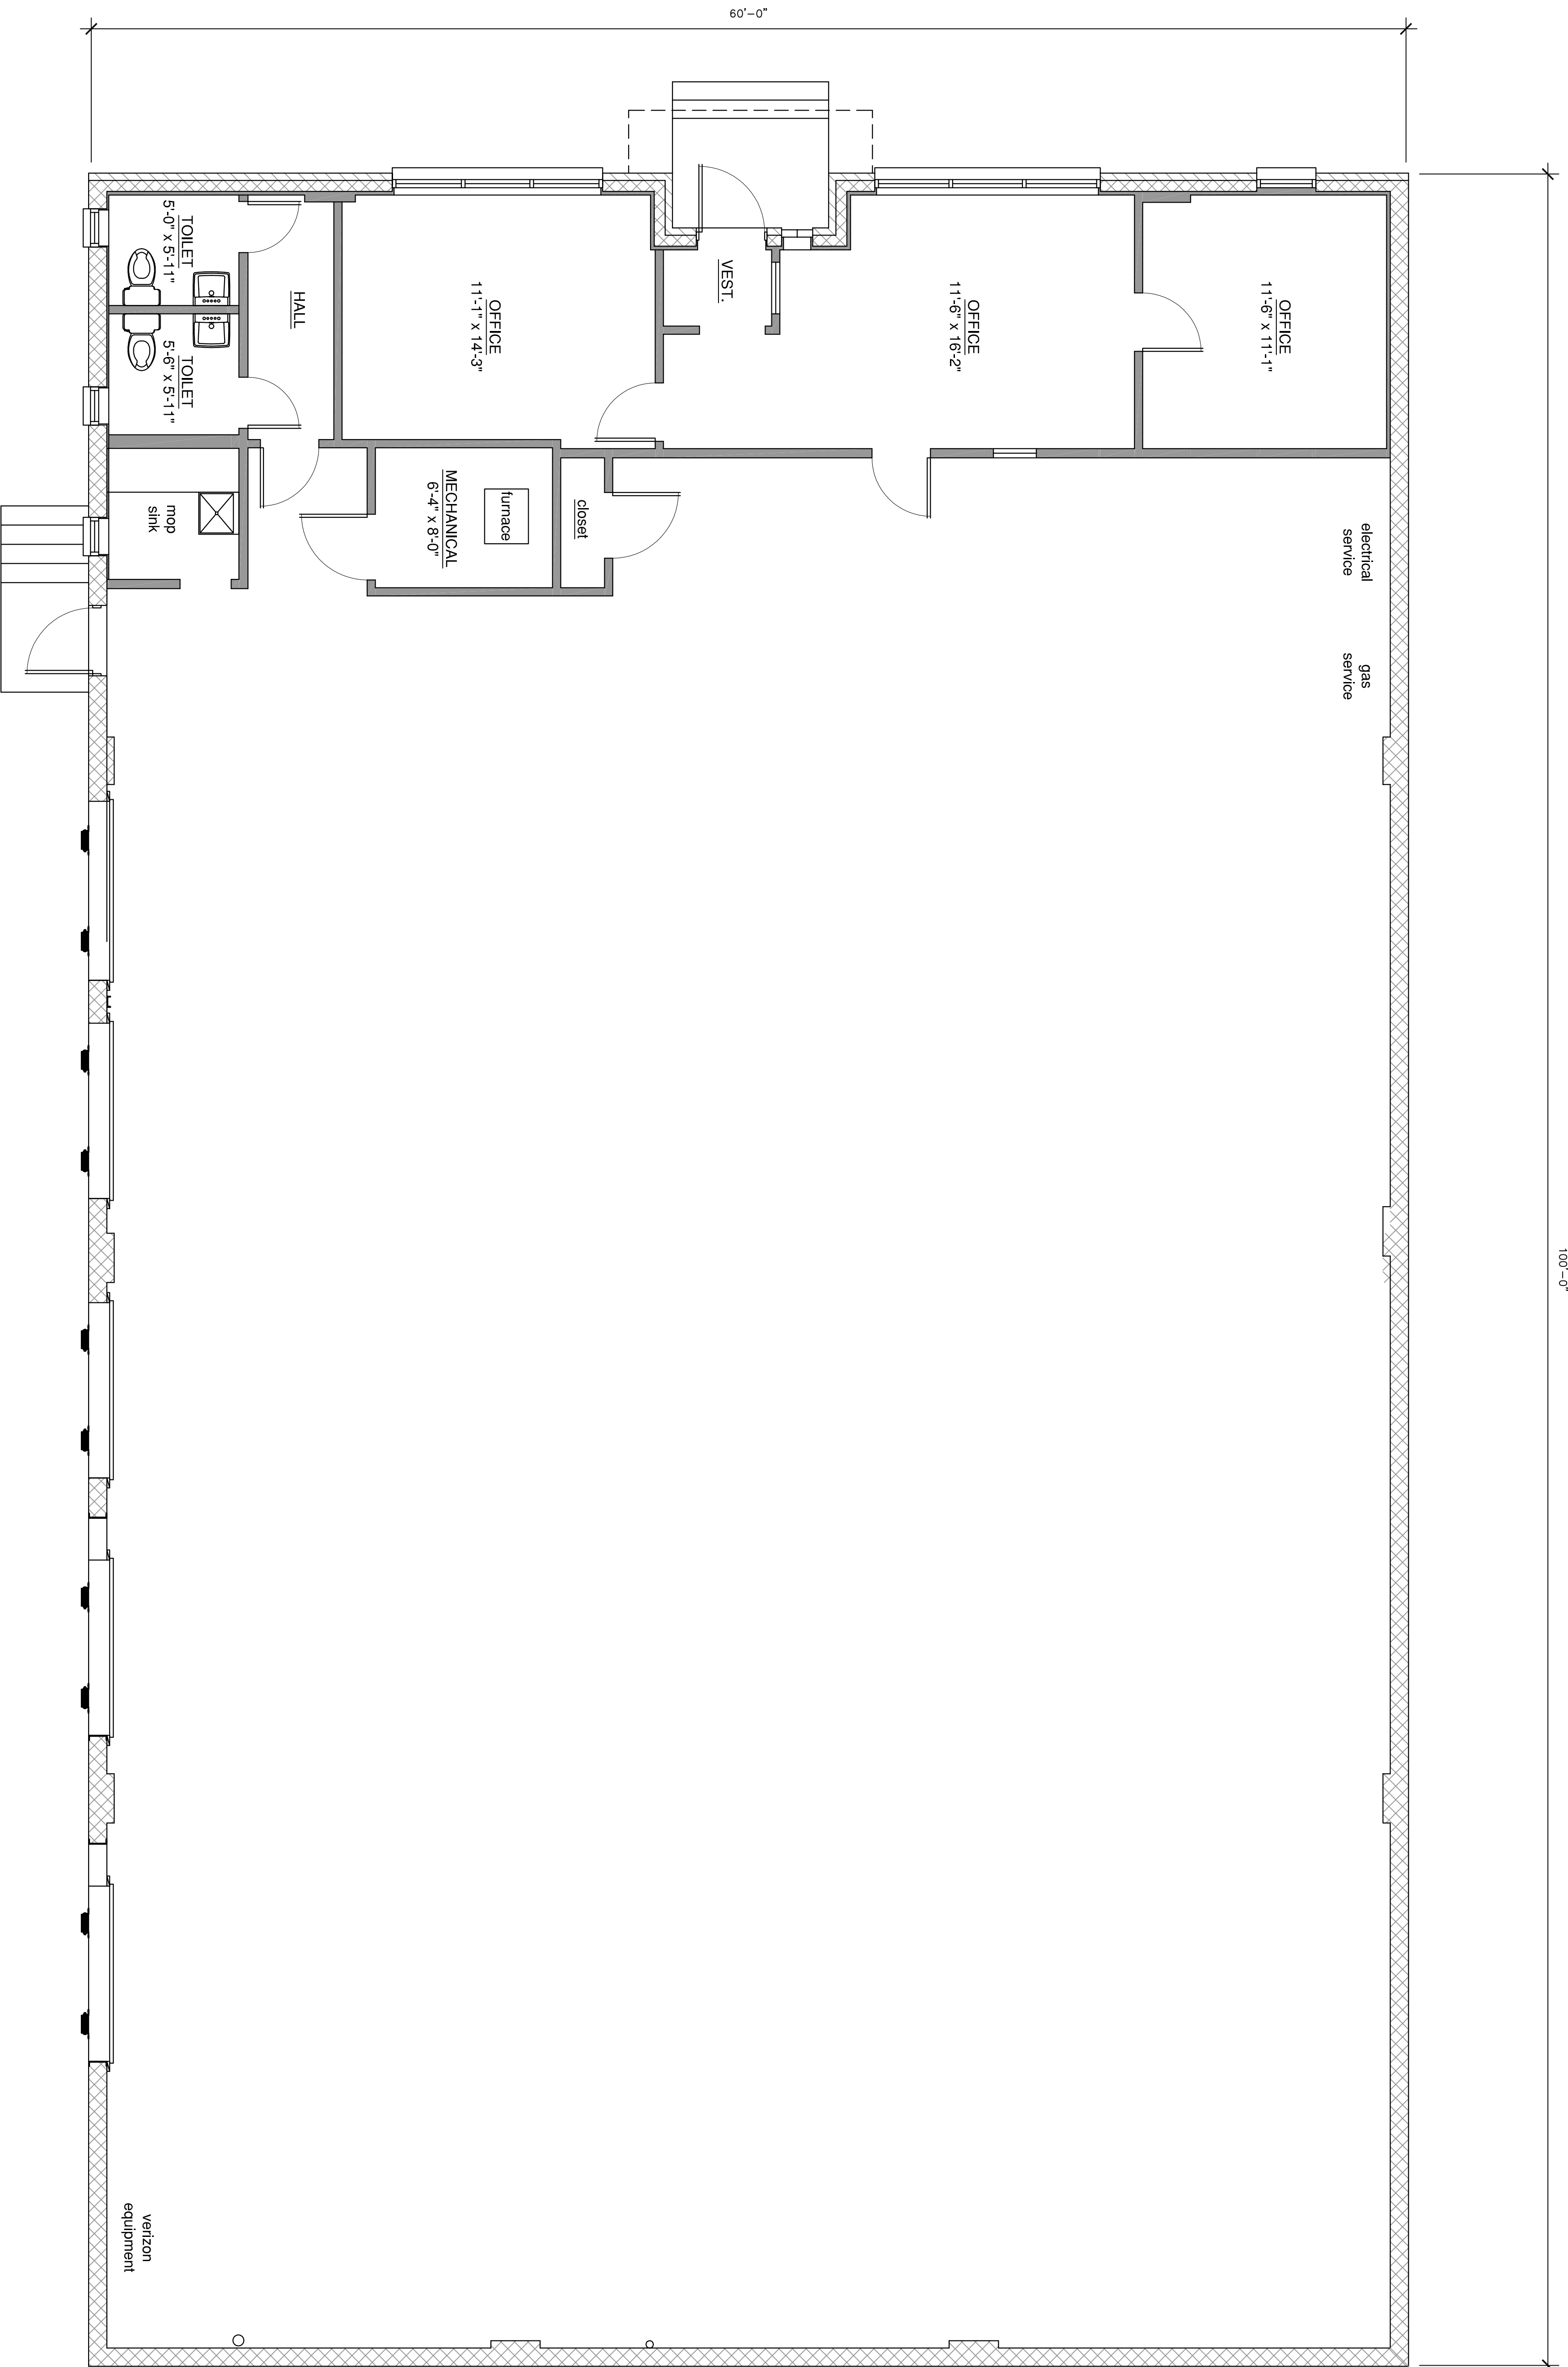 60'-0"
100'-0"
TOILET
5'-0" x 5'-11"
TOILET
5'-6" x 5'-11"
HALL
OFFICE
11'-1" x 14'-3"
VEST.
OFFICE
11'-6" x 16'-2"
OFFICE
11'-6" x 11'-1"
mop
sink
MECHANICAL
6'-4" x 8'-0"
furnace
closet
electrical
service
gas
service
verizon
equipment